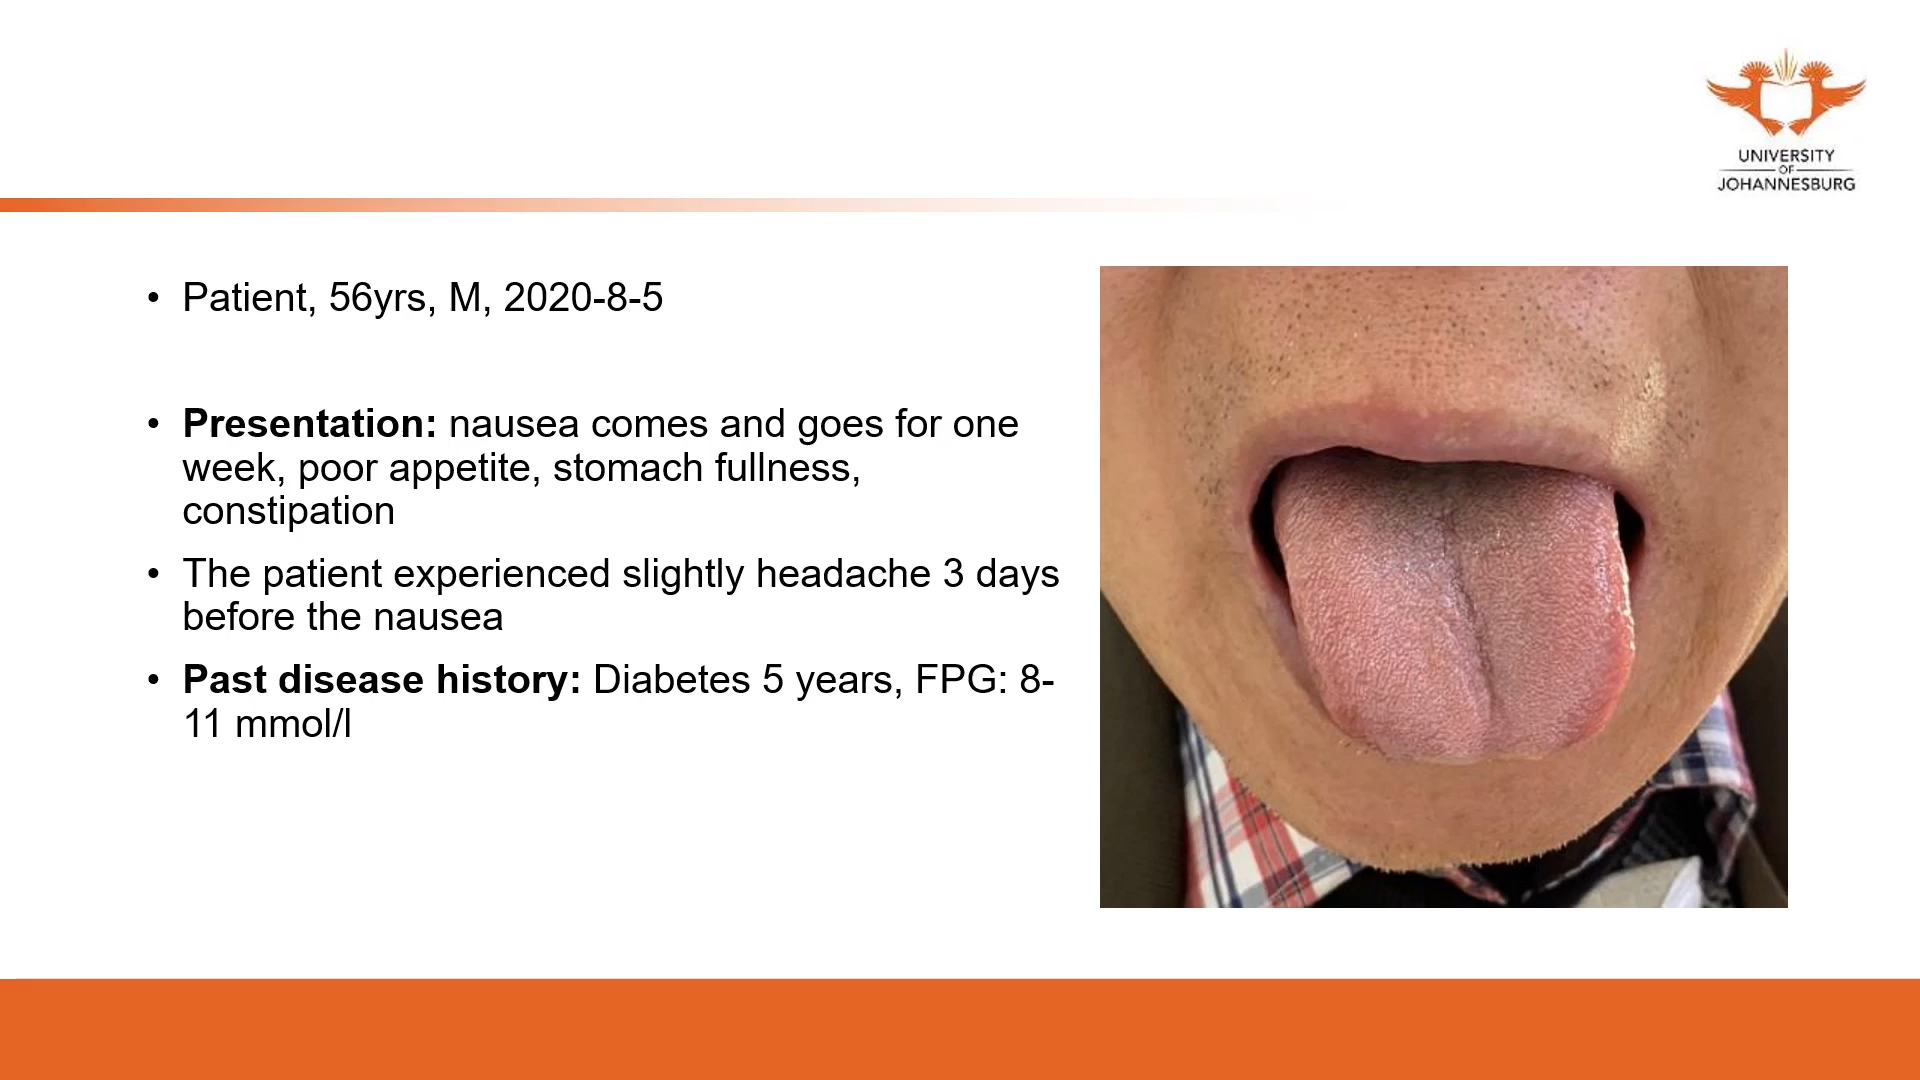 UNIVERSITY
OF
JOHANNESBURG
• Patient, 56yrs, M, 2020-8-5
• Presentation: nausea comes and goes for one
week, poor appetite, stomach fullness,
constipation
• The patient experienced slightly headache 3 days
before the nausea
• Past disease history: Diabetes 5 years, FPG: 8-
11 mmol/l